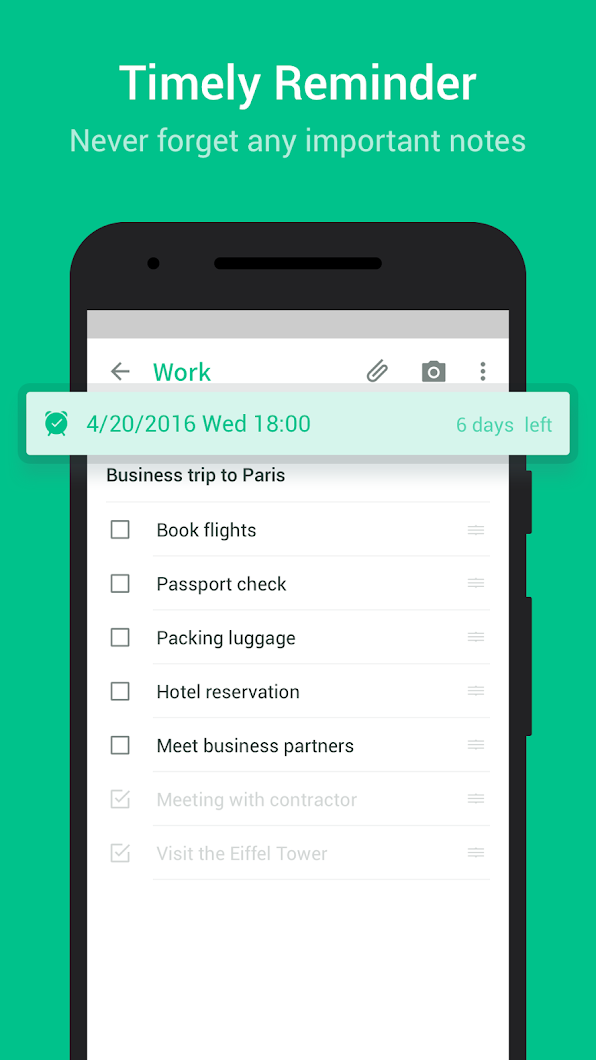 Timely Reminder
Never forget any important notes
Work
4/20/2016 Wed 18:00 6 days left
Business trip to Paris
Book flights
Passport check
Packing luggage
Hotel reservation
Meet business partners
Meeting with contractor
Visit the Eiffel Tower